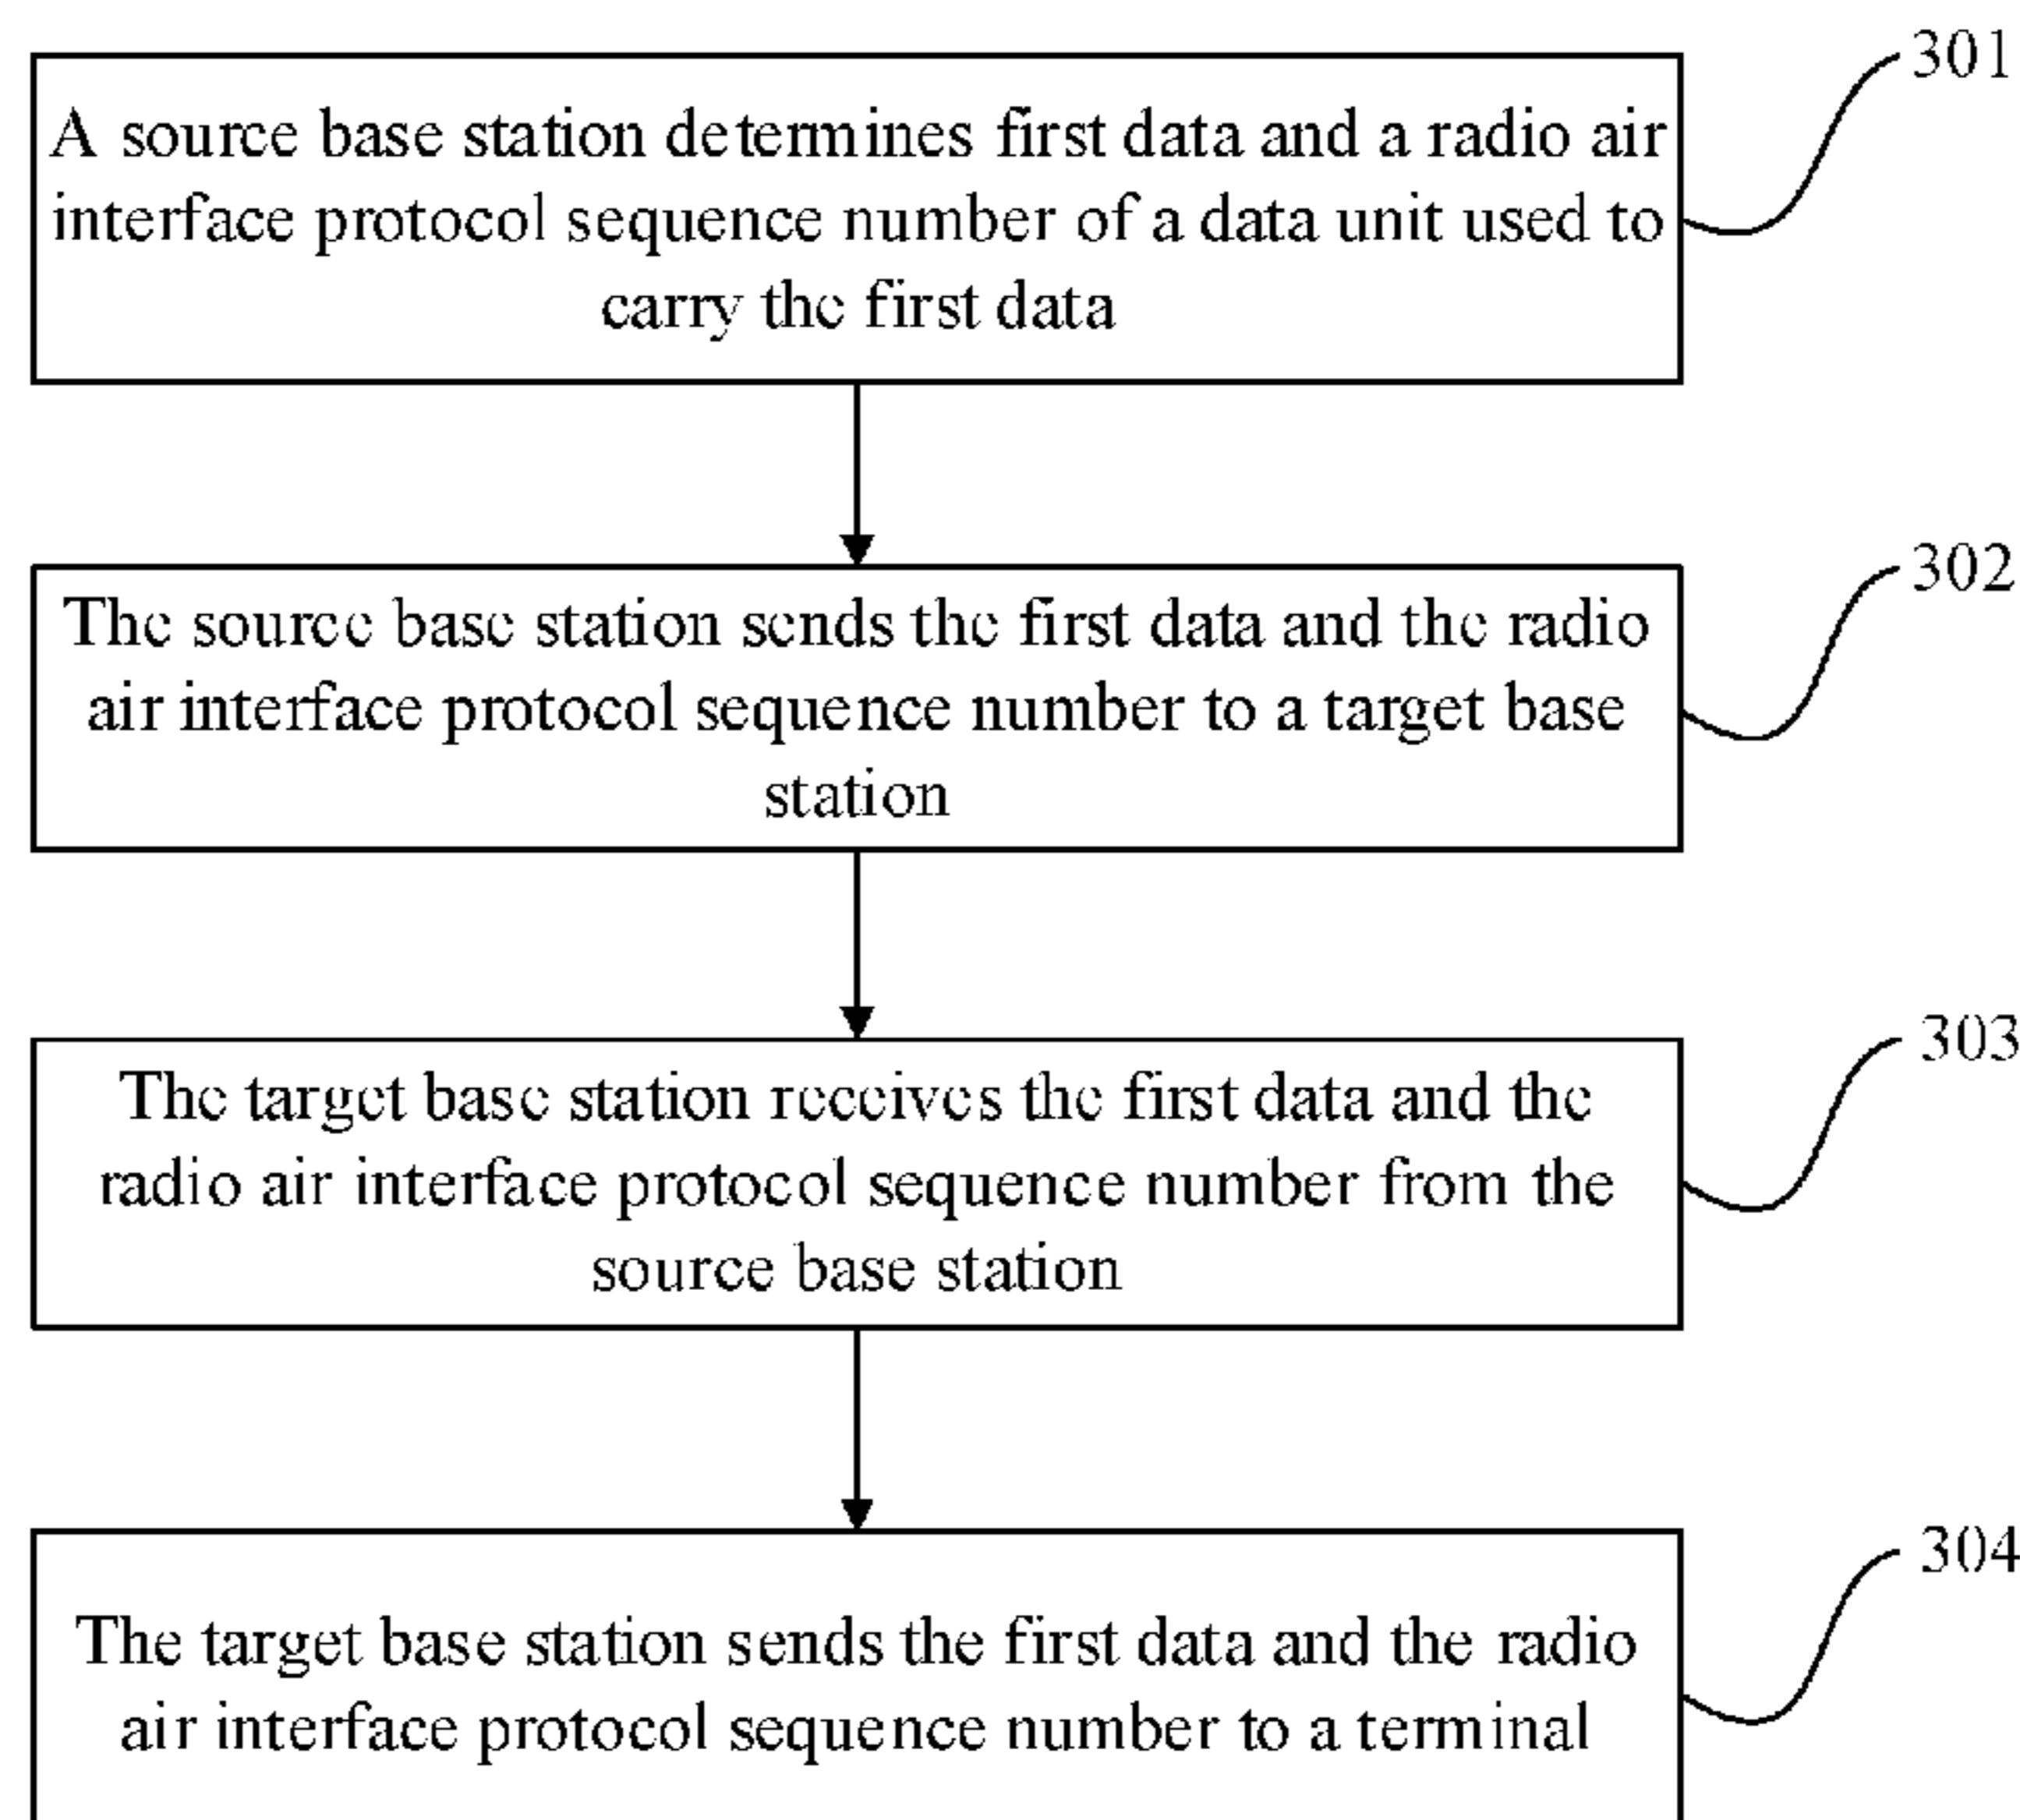 301
A source base station determines first data and a radio air
interface protocol sequence number of a data unit used to
carry the first data
302
The source base station sends the first data and the radio
air interface protocol sequence number to a target base
station
303
The target base station receives the first data and the
radio air interface protocol sequence number from the
source base station
304
The target base station sends the first data and the radio
air interface protocol sequence number to a terminal